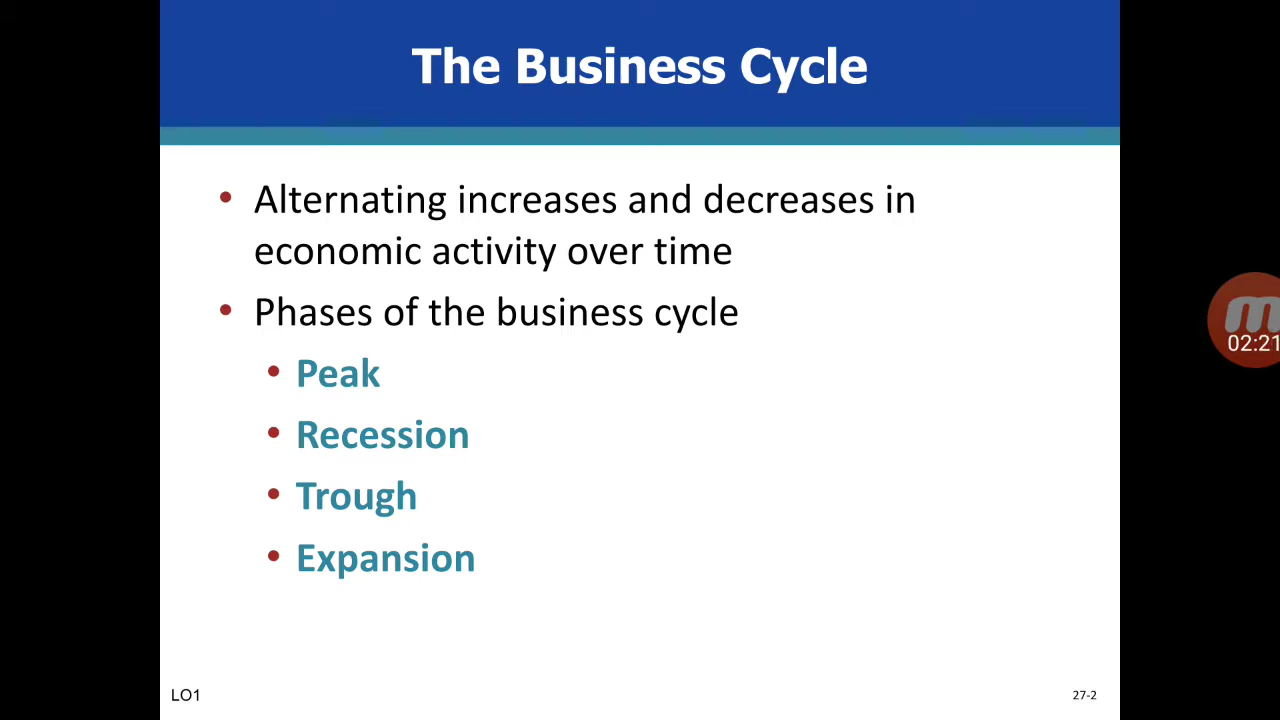 The Business Cycle
• Alternating increases and decreases in
economic activity over time
• Phases of the business cycle
• Peak
• Recession
• Trough
• Expansion
02:21
LO1
27-2